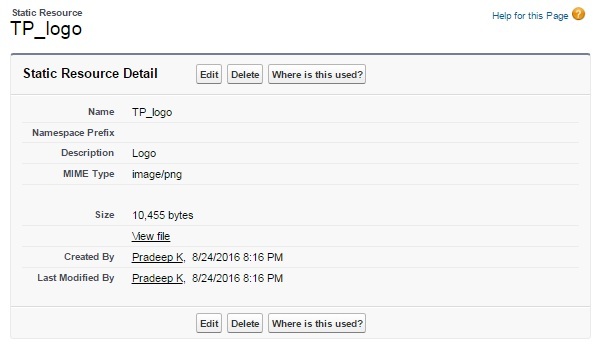 Static Resource
TP_logo
Help for this Page ?
Static Resource Detail Edit Delete Where is this used?
Name TP_logo
Namespace Prefix
Description Logo
MIME Type image/png
Size 10,455 bytes
View file
Created By Pradeep K, 8/24/2016 8:16 PM
Last Modified By Pradeep K, 8/24/2016 8:16 PM
Edit Delete Where is this used?